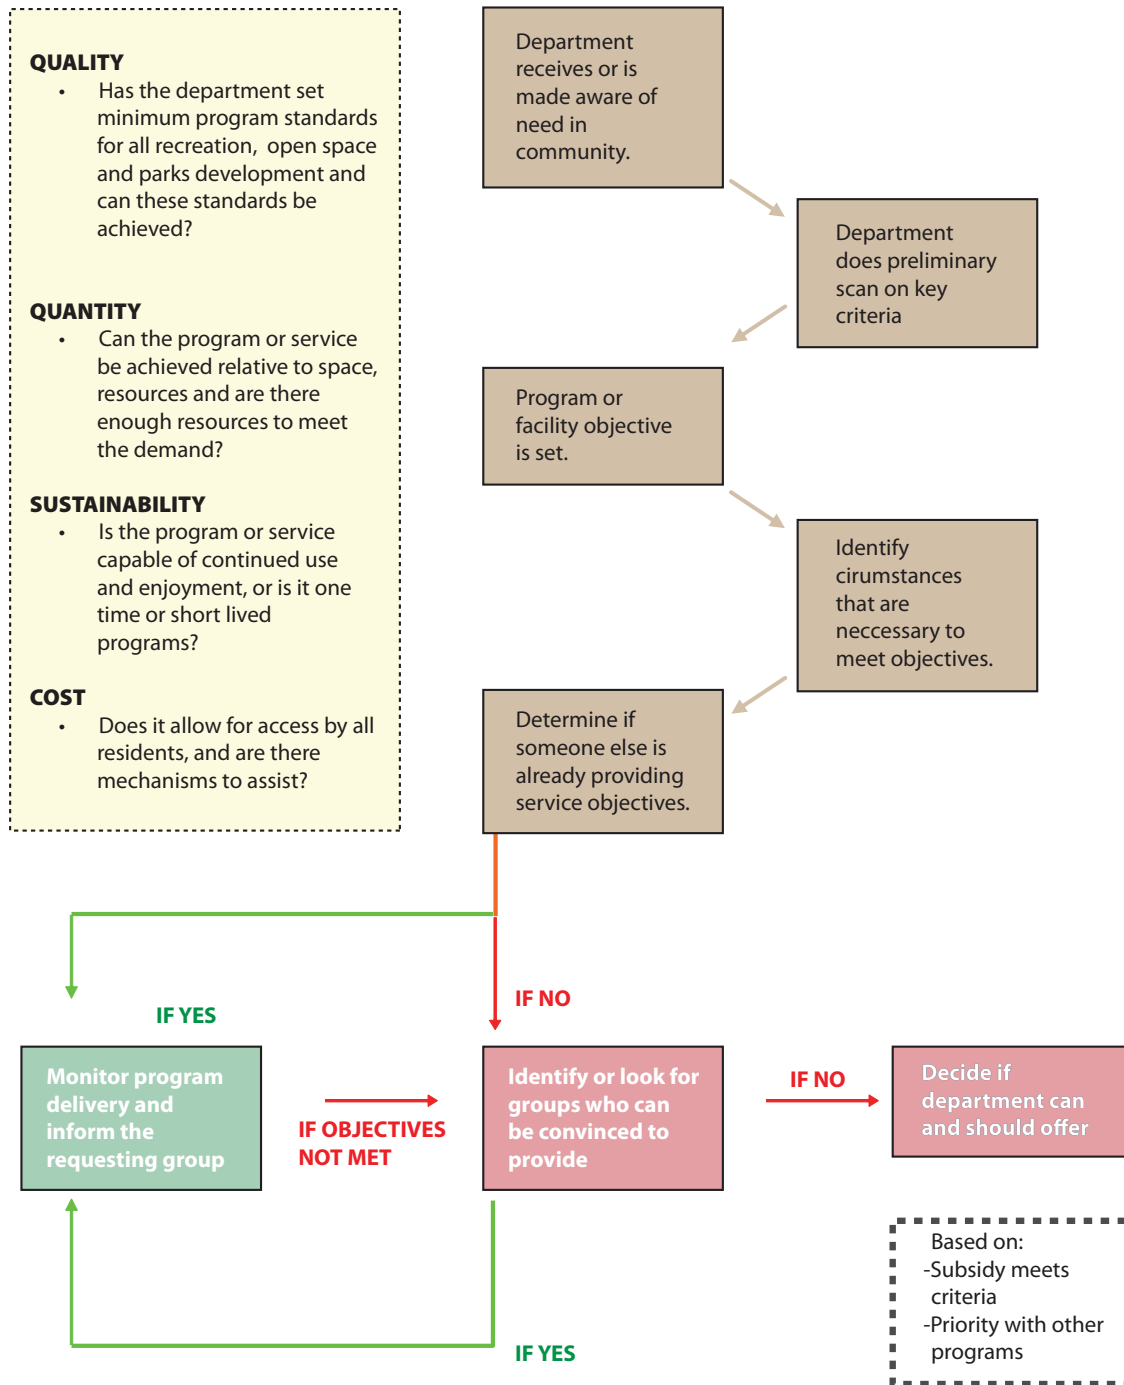 QUALITY
• Has the department set
minimum program standards
for all recreation, open space
and parks development and
can these standards be
achieved?
QUANTITY
• Can the program or service
be achieved relative to space,
resources and are there
enough resources to meet
the demand?
SUSTAINABILITY
• Is the program or service
capable of continued use
and enjoyment, or is it one
time or short lived
programs?
COST
• Does it allow for access by all
residents, and are there
mechanisms to assist?
Department
receives or is
made aware of
need in
community.
Department
does preliminary
scan on key
criteria
Program or
facility objective
is set.
Identify
cirumstances
that are
neccessary to
meet objectives.
Determine if
someone else is
already providing
service objectives.
IF YES
IF NO
Monitor program
delivery and
inform the
requesting group
IF OBJECTIVES
NOT MET
Identify or look for
groups who can
be convinced to
provide
IF NO
Decide if
department can
and should offer
IF YES
Based on:
-Subsidy meets
criteria
-Priority with other
programs